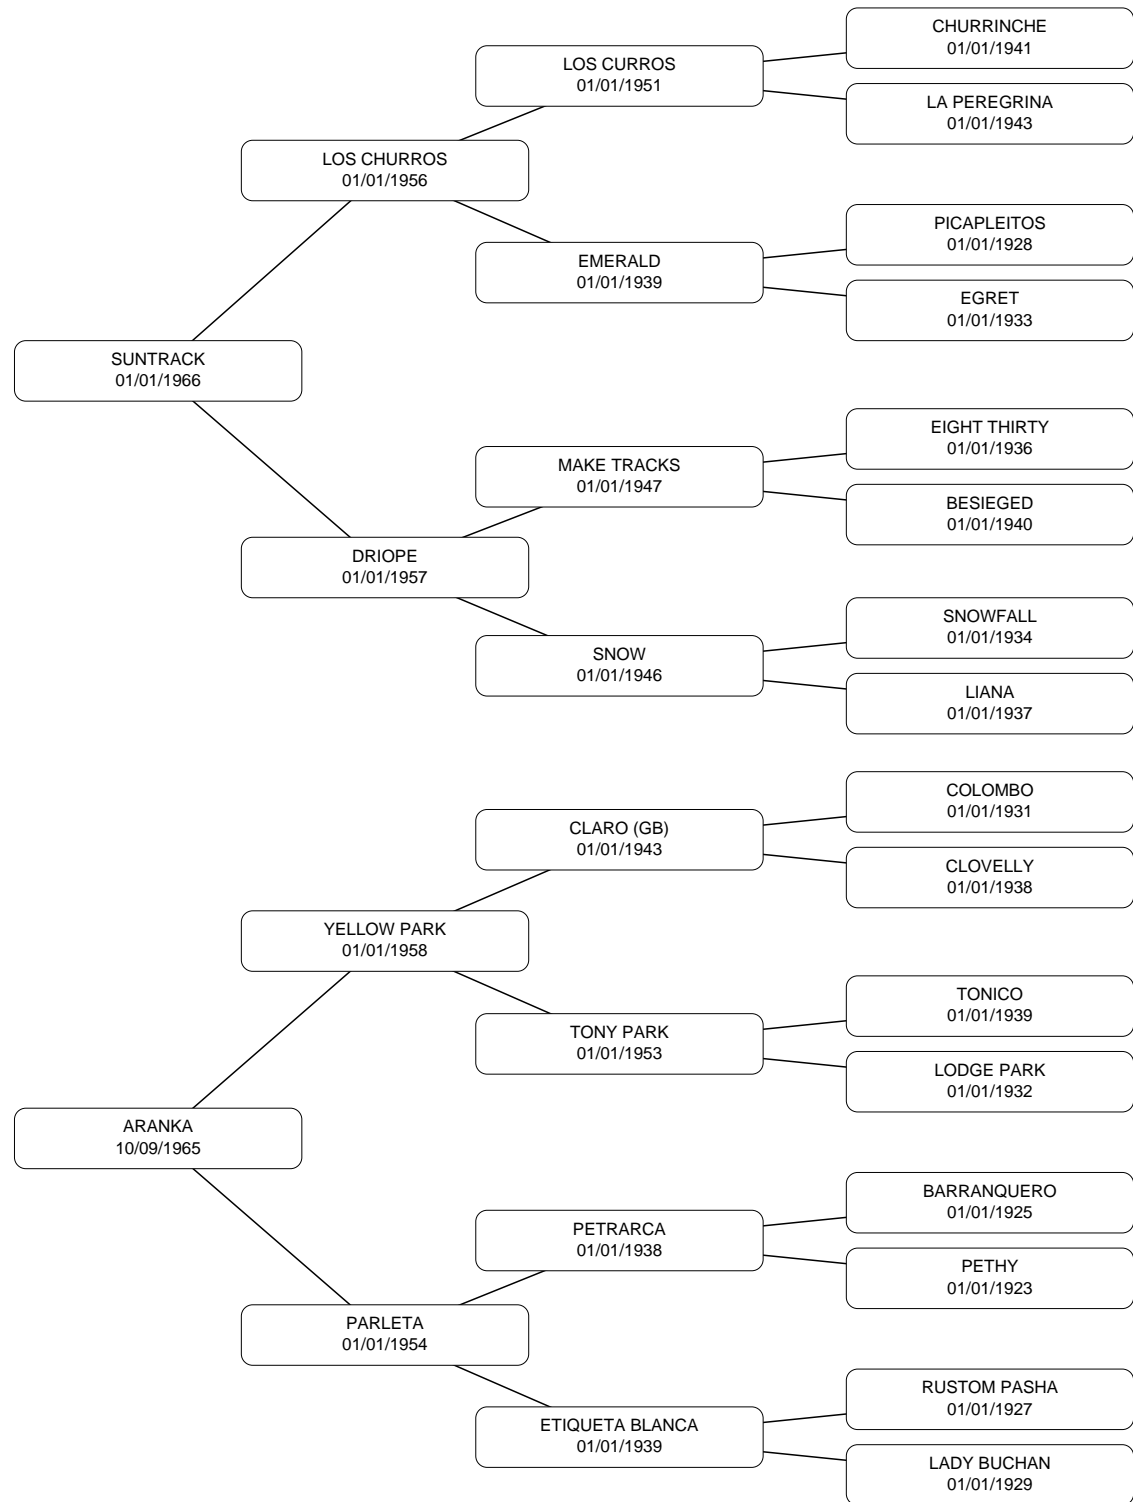 CHURRINCHE
01/01/1941
LOS CURROS
01/01/1951
LA PEREGRINA
01/01/1943
LOS CHURROS
01/01/1956
PICAPLEITOS
01/01/1928
EMERALD
01/01/1939
EGRET
01/01/1933
SUNTRACK
01/01/1966
EIGHT THIRTY
01/01/1936
MAKE TRACKS
01/01/1947
BESIEGED
01/01/1940
DRIOPE
01/01/1957
SNOWFALL
01/01/1934
SNOW
01/01/1946
LIANA
01/01/1937
COLOMBO
01/01/1931
CLARO (GB)
01/01/1943
CLOVELLY
01/01/1938
YELLOW PARK
01/01/1958
TONICO
01/01/1939
TONY PARK
01/01/1953
LODGE PARK
01/01/1932
ARANKA
10/09/1965
BARRANQUERO
01/01/1925
PETRARCA
01/01/1938
PETHY
01/01/1923
PARLETA
01/01/1954
RUSTOM PASHA
01/01/1927
ETIQUETA BLANCA
01/01/1939
LADY BUCHAN
01/01/1929